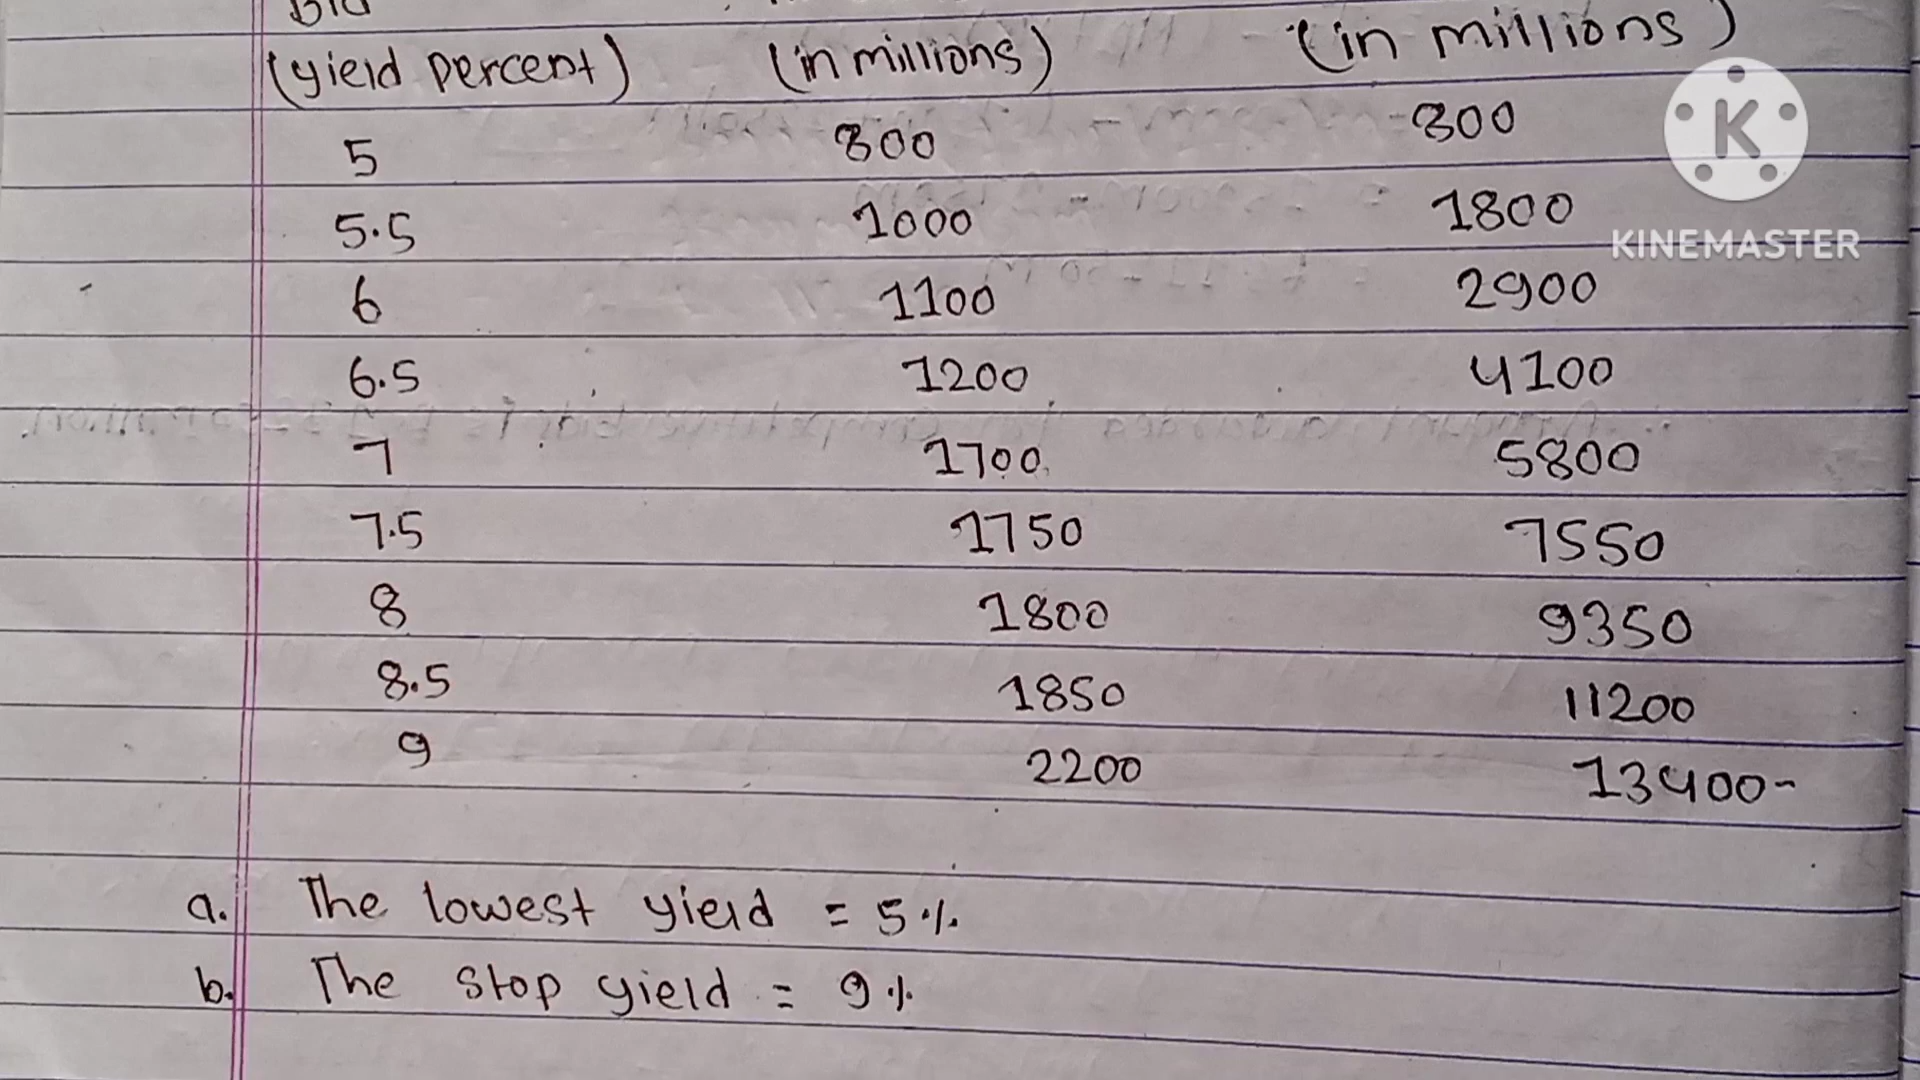 (yield percent) (in millions) (in millions)
5 800 800
5.5 1000 1800
6 1100 2900
6.5 1200 4100
7 1700 5800
7.5 1750 7550
8 1800 9350
8.5 1850 11200
9 2200 13400-
a. The lowest yield = 5%
b. The stop yield = 9%
K
KINEMASTER